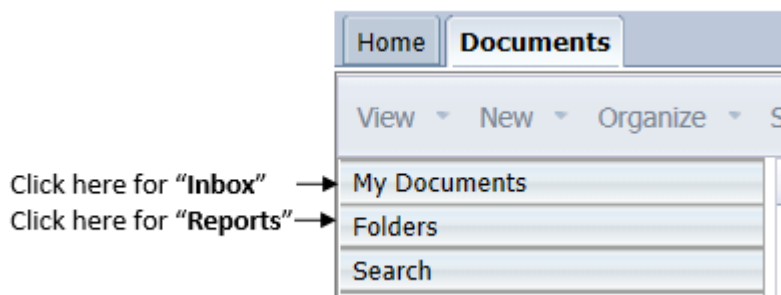 Home Documents
View New Organize S
Click here for “Inbox” My Documents
Click here for “Reports” Folders
Search